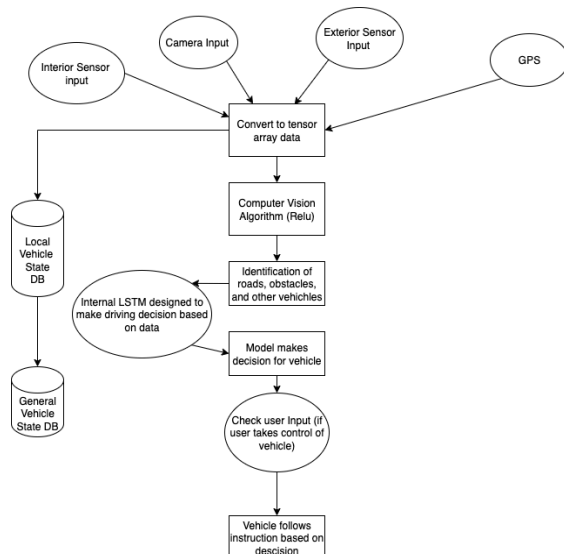 Camera Input
Exterior Sensor
Input
Interior Sensor
input
GPS
Convert to tensor
array data
Computer Vision
Algorithm (Relu)
Local
Vehicle
State
DB
Identification of
roads, obstacles,
and other vehichles
Internal LSTM designed to
make driving decision based
on data
Model makes
decision for vehicle
General
Vehicle
State DB
Check user Input (if
user takes control of
vehicle)
Vehicle follows
instruction based on
descision